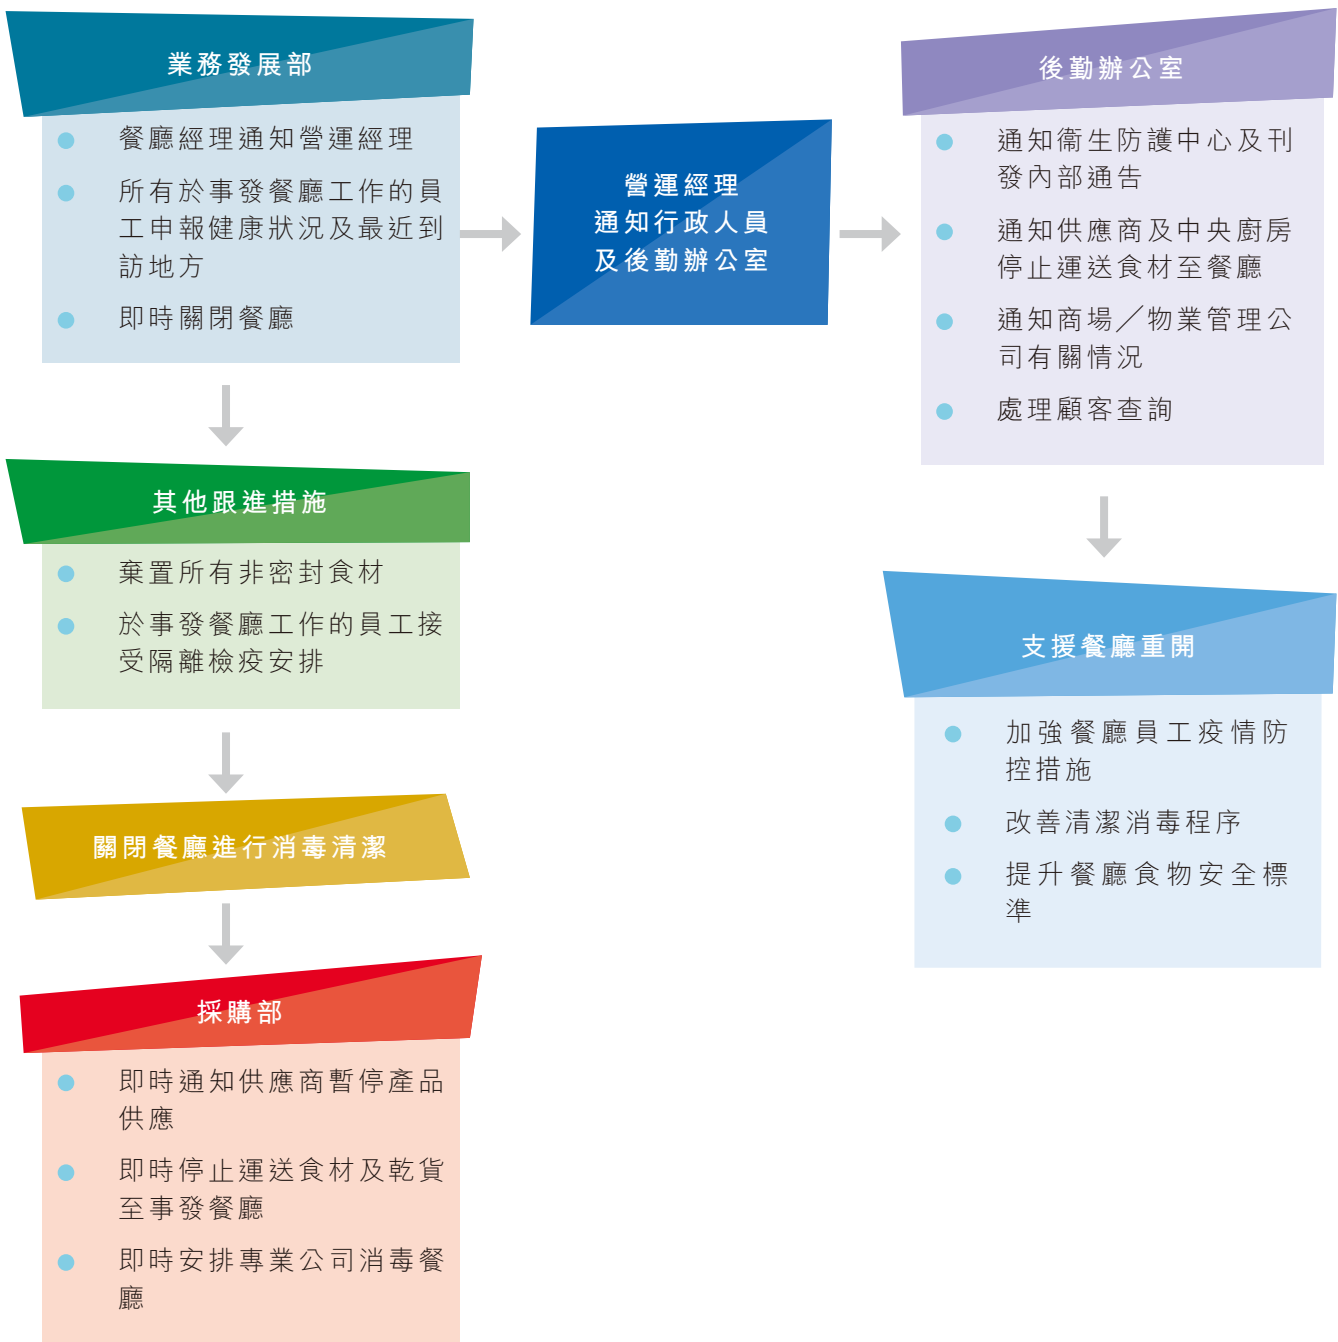 業務發展部
餐廳經理通知營運經理
所有於事發餐廳工作的員
工申報健康狀況及最近到
訪地方
即時關閉餐廳
營運經理
通知行政人員
及後勤辦公室
後勤辦公室
通知衞生防護中心及刊
發內部通告
通知供應商及中央廚房
停止運送食材至餐廳
通知商場／物業管理公
司有關情況
處理顧客查詢
其他跟進措施
棄置所有非密封食材
於事發餐廳工作的員工接
受隔離檢疫安排
支援餐廳重開
加強餐廳員工疫情防
控措施
改善清潔消毒程序
提升餐廳食物安全標
準
關閉餐廳進行消毒清潔
採購部
即時通知供應商暫停產品
供應
即時停止運送食材及乾貨
至事發餐廳
即時安排專業公司消毒餐
廳